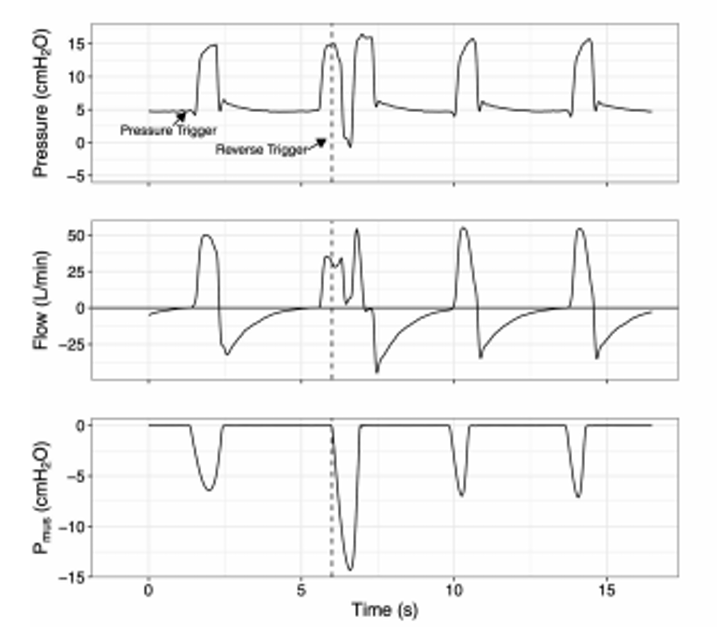 Pressure (cmH₂O)
15
10
5
0
−5
Pressure Trigger
Reverse Trigger
Flow (L/min)
50
25
0
−25
Pmus (cmH₂O)
0
−5
−10
−15
0 5 10 15
Time (s)